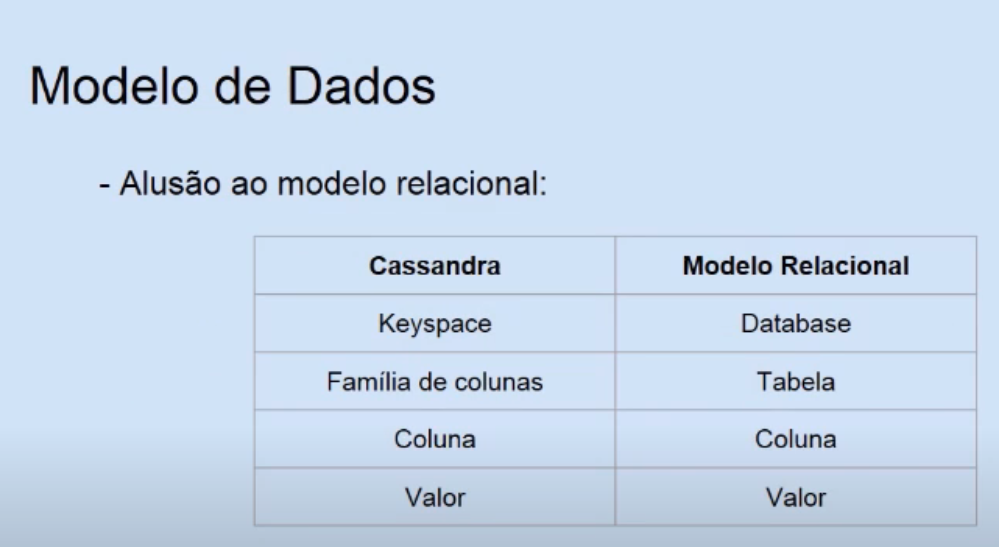 Modelo de Dados
- Alusão ao modelo relacional:
Cassandra Modelo Relacional
Keyspace Database
Família de colunas Tabela
Coluna Coluna
Valor Valor